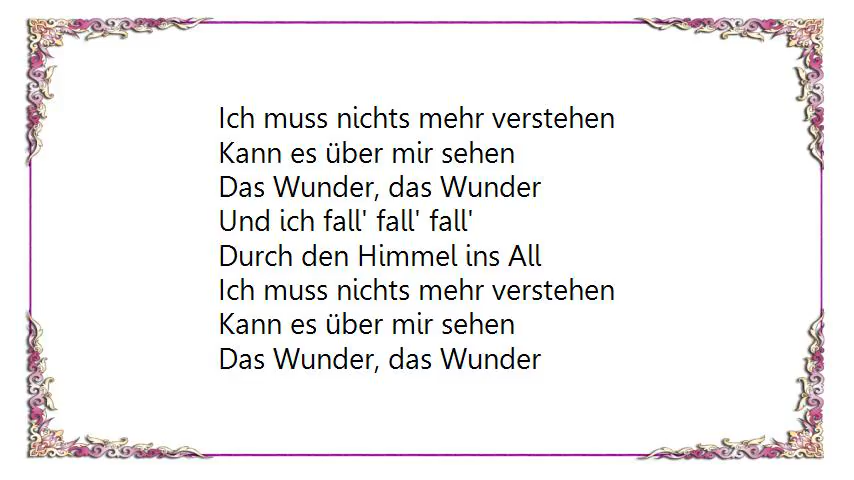 Ich muss nichts mehr verstehen
Kann es über mir sehen
Das Wunder, das Wunder
Und ich fall' fall' fall'
Durch den Himmel ins All
Ich muss nichts mehr verstehen
Kann es über mir sehen
Das Wunder, das Wunder